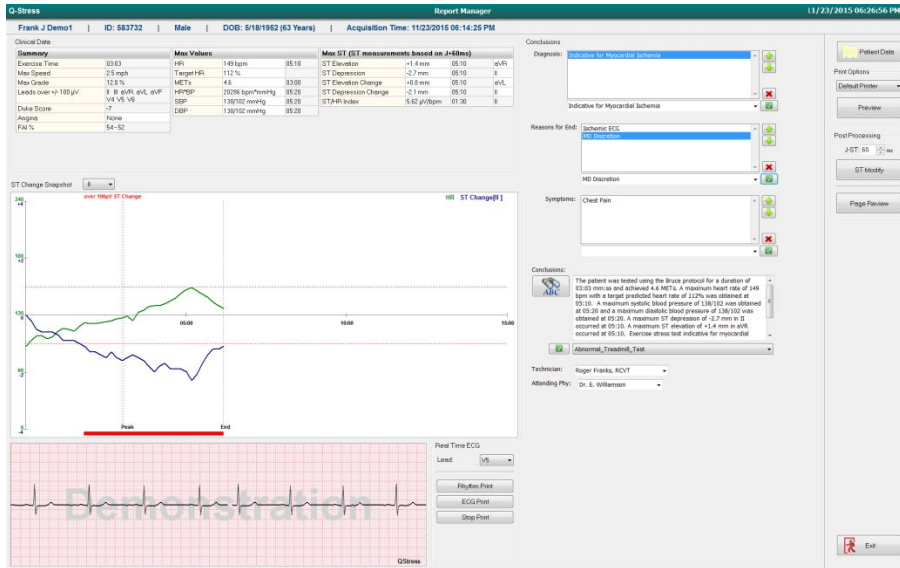 Q-Stress Report Manager 11/23/2015 06:26:56 PM
Frank J Demo1 | ID: 583732 | Male | DOB: 5/18/1952 (63 Years) | Acquisition Time: 11/23/2015 06:14:25 PM
Clinical Data
Summary
Exercise Time 03:03
Max Speed 2.5 mph
Max Grade 12.0 %
Leads over +/- 100 µV II III aVR aVL aVF
V4 V5 V6
Duke Score -7
Angina None
FAI % 54 - 52
Max Values
HR 149 bpm 05:10
Target HR 112 %
METs 4.6 03:00
HR*BP 20286 bpm*mmHg 05:20
SBP 138/102 mmHg 05:20
DBP 138/102 mmHg 05:20
Max ST (ST measurements based on J+60ms)
ST Elevation +1.4 mm 05:10 aVR
ST Depression -2.7 mm 05:10 II
ST Elevation Change +0.8 mm 05:10 aVL
ST Depression Change -2.1 mm 05:10 II
ST/HR Index 5.62 µV/bpm 01:30 II
ST Change Snapshot II
240
+4
over 100µV ST Change
HR ST Change[II ]
180
+2
120
0
05:00
10:00
15:00
60
-2
0
-4
Peak
End
Demonstration
QStress
Real Time ECG
Lead: V5
Rhythm Print
ECG Print
Stop Print
Conclusions
Diagnosis: Indicative for Myocardial Ischemia
Indicative for Myocardial Ischemia
Reasons for End: Ischemic ECG
MD Discretion
MD Discretion
Symptoms: Chest Pain
Conclusions:
ABC
The patient was tested using the Bruce protocol for a duration of
03:03 mm:ss and achieved 4.6 METs. A maximum heart rate of 149
bpm with a target predicted heart rate of 112% was obtained at
05:10. A maximum systolic blood pressure of 138/102 was obtained
at 05:20 and a maximum diastolic blood pressure of 138/102 was
obtained at 05:20. A maximum ST depression of -2.7 mm in II
occurred at 05:10. A maximum ST elevation of +1.4 mm in aVR
occurred at 05:10. Exercise stress test indicative for myocardial
Abnormal_Treadmill_Test
Technician: Roger Franks, RCVT
Attending Phy: Dr. E. Williamson
Patient Data
Print Options
Default Printer
Preview
Post Processing
J-ST: 60 ms
ST Modify
Page Review
Exit